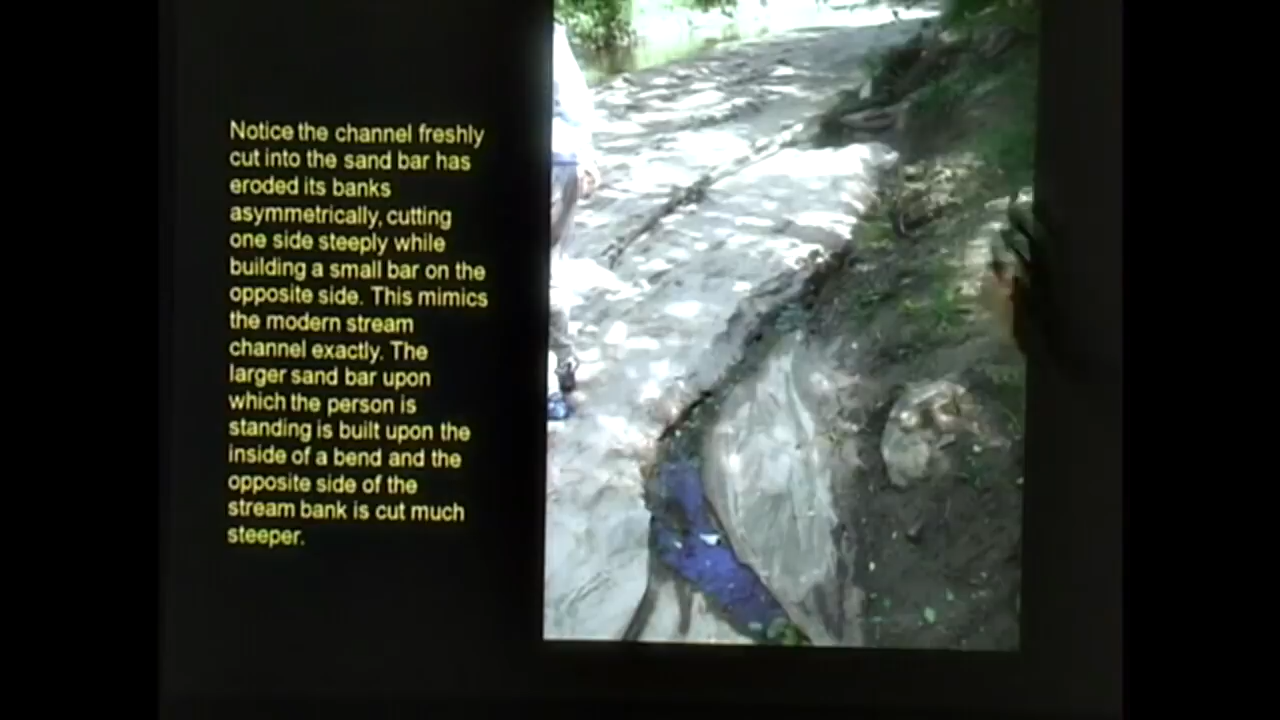 Notice the channel freshly
cut into the sand bar has
eroded its banks
asymmetrically, cutting
one side steeply while
building a small bar on the
opposite side. This mimics
the modern stream
channel exactly. The
larger sand bar upon
which the person is
standing is built upon the
inside of a bend and the
opposite side of the
stream bank is cut much
steeper.